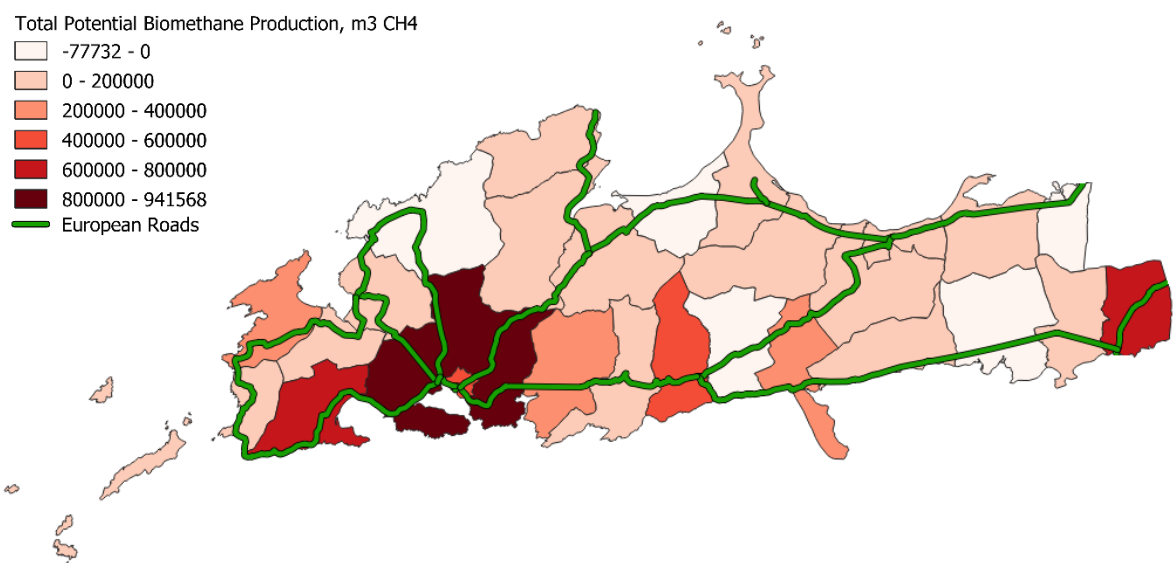 Total Potential Biomethane Production, m3 CH4
-77732 - 0
0 - 200000
200000 - 400000
400000 - 600000
600000 - 800000
800000 - 941568
European Roads